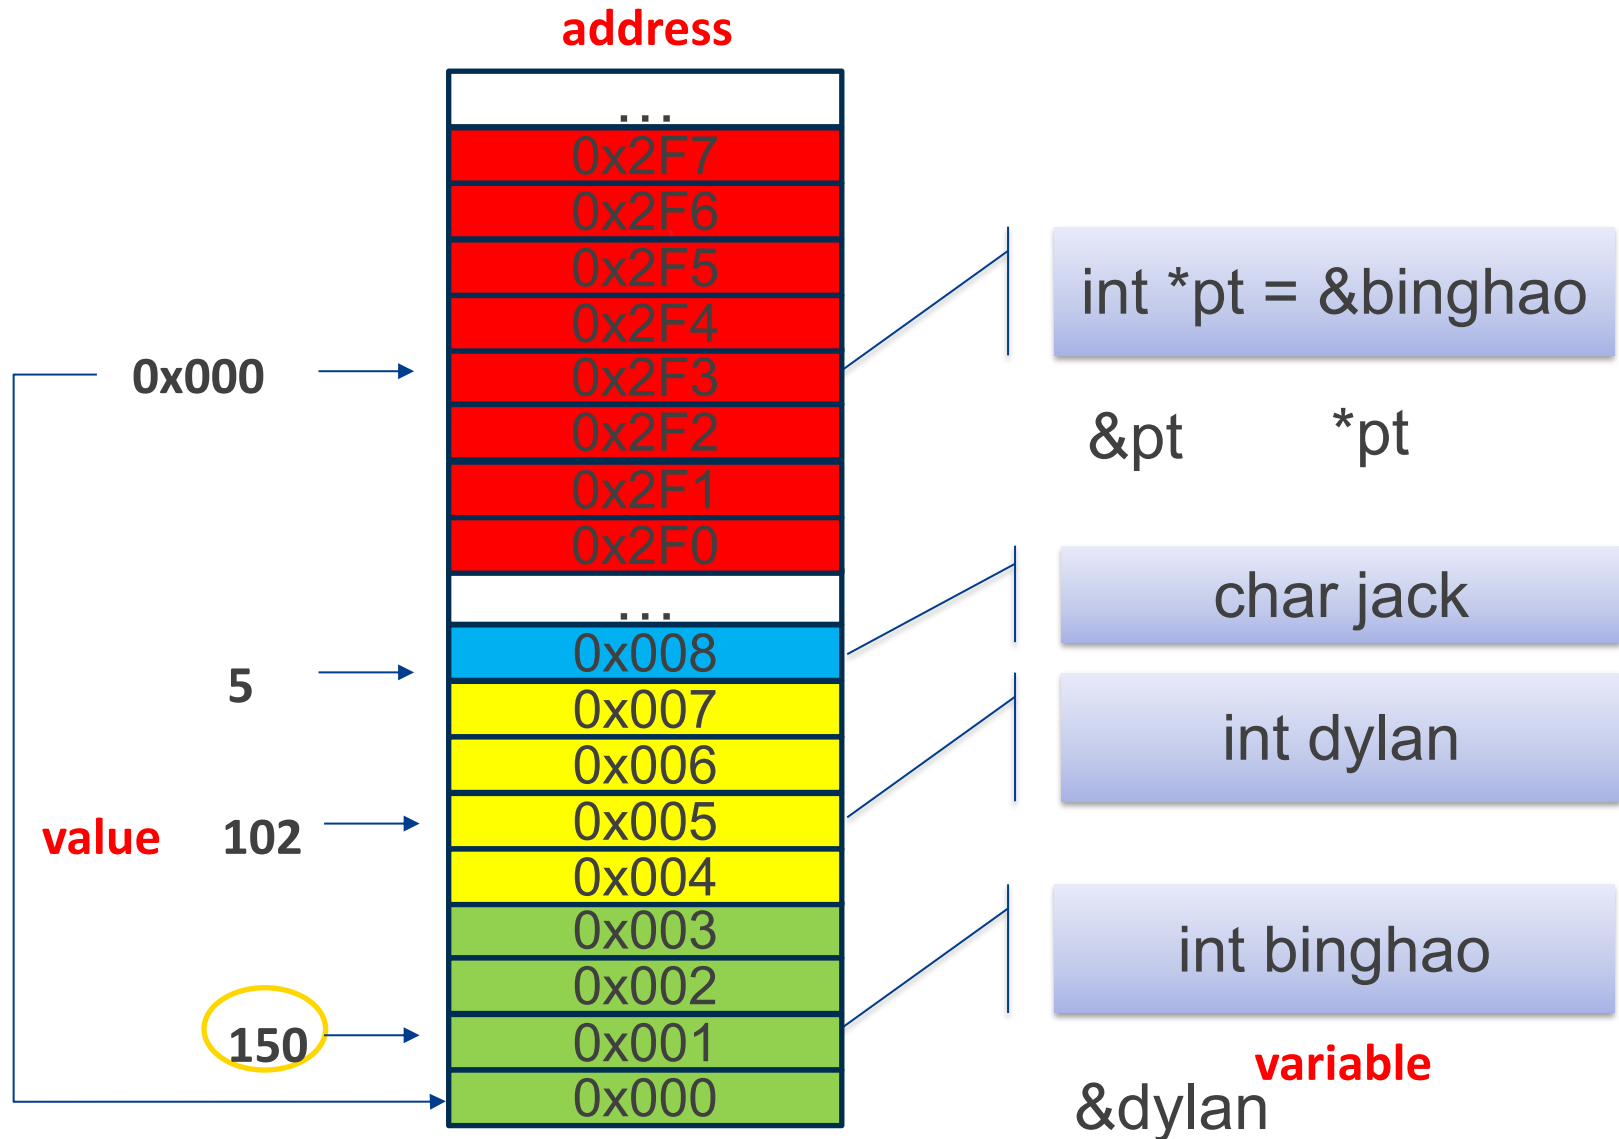 address
...
0x2F7
0x2F6
0x2F5
0x2F4
0x2F3
0x2F2
0x2F1
0x2F0
...
0x008
0x007
0x006
0x005
0x004
0x003
0x002
0x001
0x000
0x000
5
value 102
150
int *pt = &binghao
&pt *pt
char jack
int dylan
int binghao
variable
&dylan